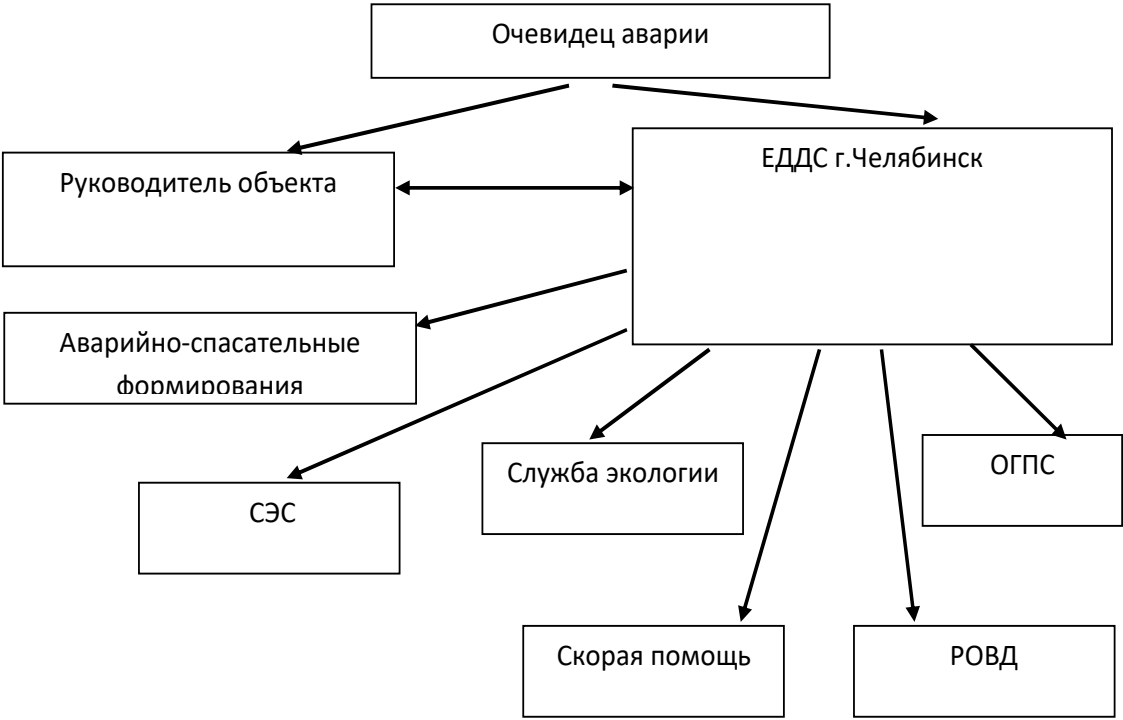 Очевидец аварии
ЕДДС г.Челябинск
Руководитель объекта
Аварийно-спасательные
формирования
Служба экологии
ОГПС
СЭС
Скорая помощь
РОВД